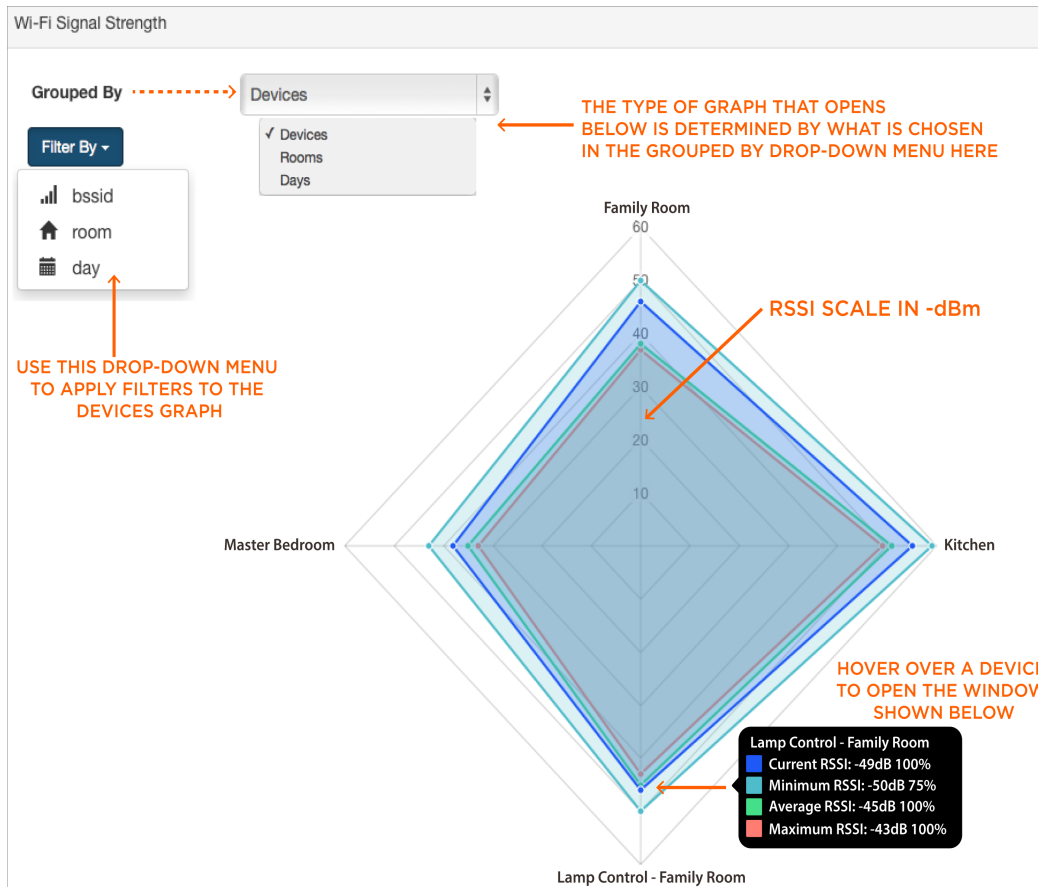 Wi-Fi Signal Strength
Grouped By
Devices
✓ Devices
Rooms
Days
THE TYPE OF GRAPH THAT OPENS
BELOW IS DETERMINED BY WHAT IS CHOSEN
IN THE GROUPED BY DROP-DOWN MENU HERE
Filter By
bssid
room
day
USE THIS DROP-DOWN MENU
TO APPLY FILTERS TO THE
DEVICES GRAPH
Family Room
60
50
40
30
20
10
RSSI SCALE IN -dBm
Master Bedroom
Kitchen
HOVER OVER A DEVICE
TO OPEN THE WINDOW
SHOWN BELOW
Lamp Control - Family Room
Current RSSI: -49dB 100%
Minimum RSSI: -50dB 75%
Average RSSI: -45dB 100%
Maximum RSSI: -43dB 100%
Lamp Control - Family Room